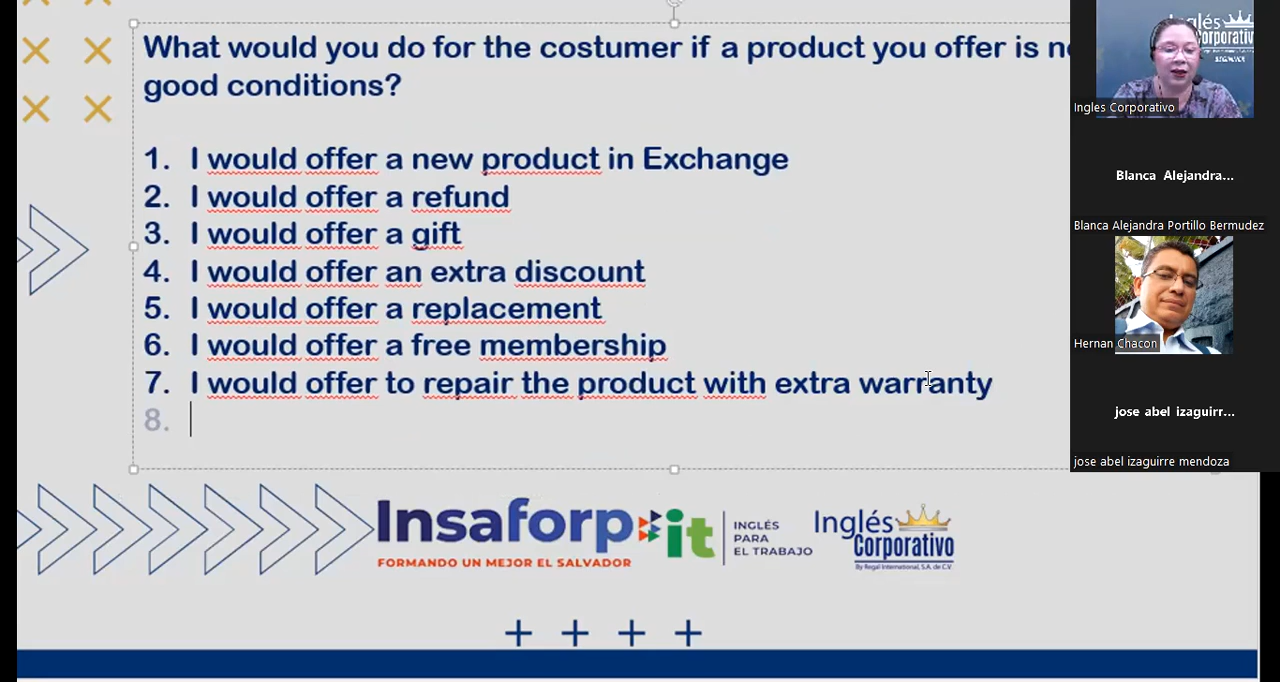 What would you do for the costumer if a product you offer is
good conditions?
1. I would offer a new product in Exchange
2. I would offer a refund
3. I would offer a gift
4. I would offer an extra discount
5. I would offer a replacement
6. I would offer a free membership
7. I would offer to repair the product with extra warranty
8.
Insaforp
FORMANDO UN MEJOR EL SALVADOR
it
INGLÉS
PARA
EL TRABAJO
Inglés
Corporativo
By Regal International, S.A. de C.V.
Inglés
Corporativo
Ingles Corporativo
Blanca Alejandra...
Blanca Alejandra Portillo Bermudez
Hernan Chacon
jose abel izaguirr...
jose abel izaguirre mendoza